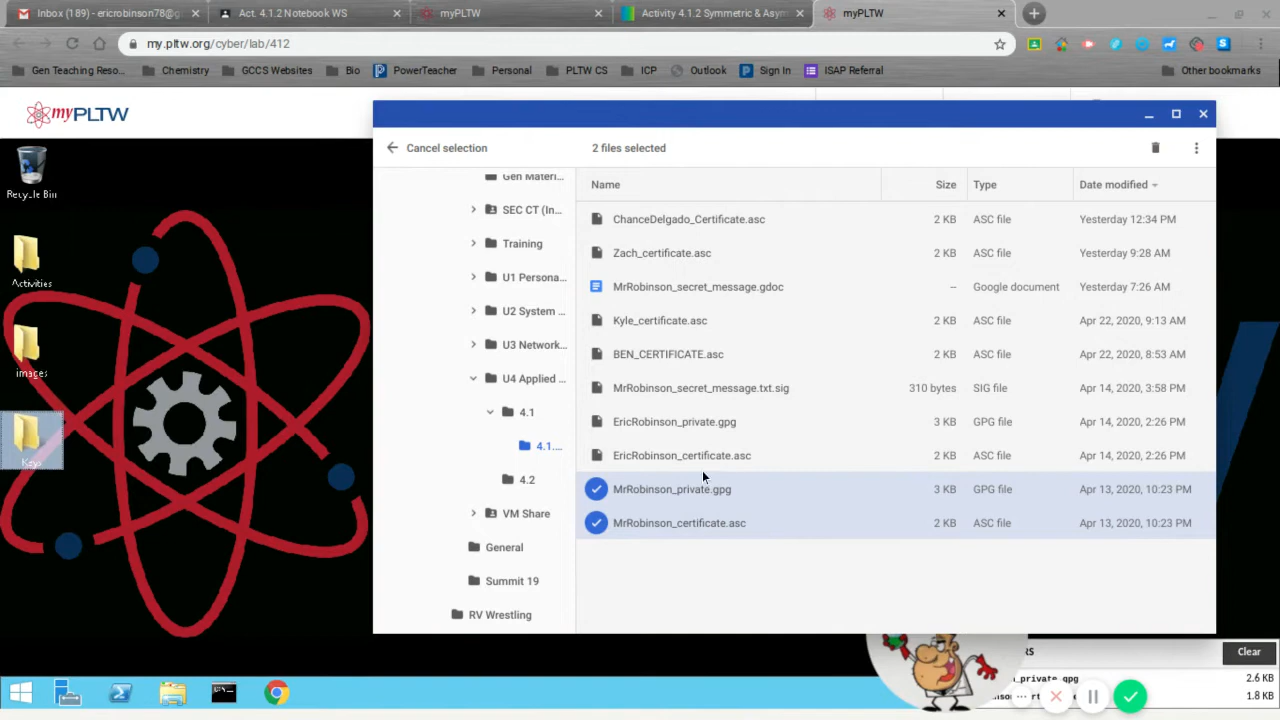 Inbox (189) - ericrobinson78@g
Act. 4.1.2 Notebook WS
myPLTW
Activity 4.1.2 Symmetric & Asym
myPLTW
my.pltw.org/cyber/lab/412
Gen Teaching Reso...
Chemistry
GCCS Websites
Bio
PowerTeacher
Personal
PLTW CS
ICP
Outlook
Sign In
ISAP Referral
Other bookmarks
myPLTW
Recycle Bin
Activities
images
Keys
Cancel selection
2 files selected
Gen Materi...
SEC CT (In...
Training
U1 Persona...
U2 System ...
U3 Network...
U4 Applied ...
4.1
4.1....
4.2
VM Share
General
Summit 19
RV Wrestling
Name Size Type Date modified
ChanceDelgado_Certificate.asc 2 KB ASC file Yesterday 12:34 PM
Zach_certificate.asc 2 KB ASC file Yesterday 9:28 AM
MrRobinson_secret_message.gdoc -- Google document Yesterday 7:26 AM
Kyle_certificate.asc 2 KB ASC file Apr 22, 2020, 9:13 AM
BEN_CERTIFICATE.asc 2 KB ASC file Apr 22, 2020, 8:53 AM
MrRobinson_secret_message.txt.sig 310 bytes SIG file Apr 14, 2020, 3:58 PM
EricRobinson_private.gpg 3 KB GPG file Apr 14, 2020, 2:26 PM
EricRobinson_certificate.asc 2 KB ASC file Apr 14, 2020, 2:26 PM
MrRobinson_private.gpg 3 KB GPG file Apr 13, 2020, 10:23 PM
MrRobinson_certificate.asc 2 KB ASC file Apr 13, 2020, 10:23 PM
RS
Clear
n_private.gpg 2.6 KB
1.8 KB